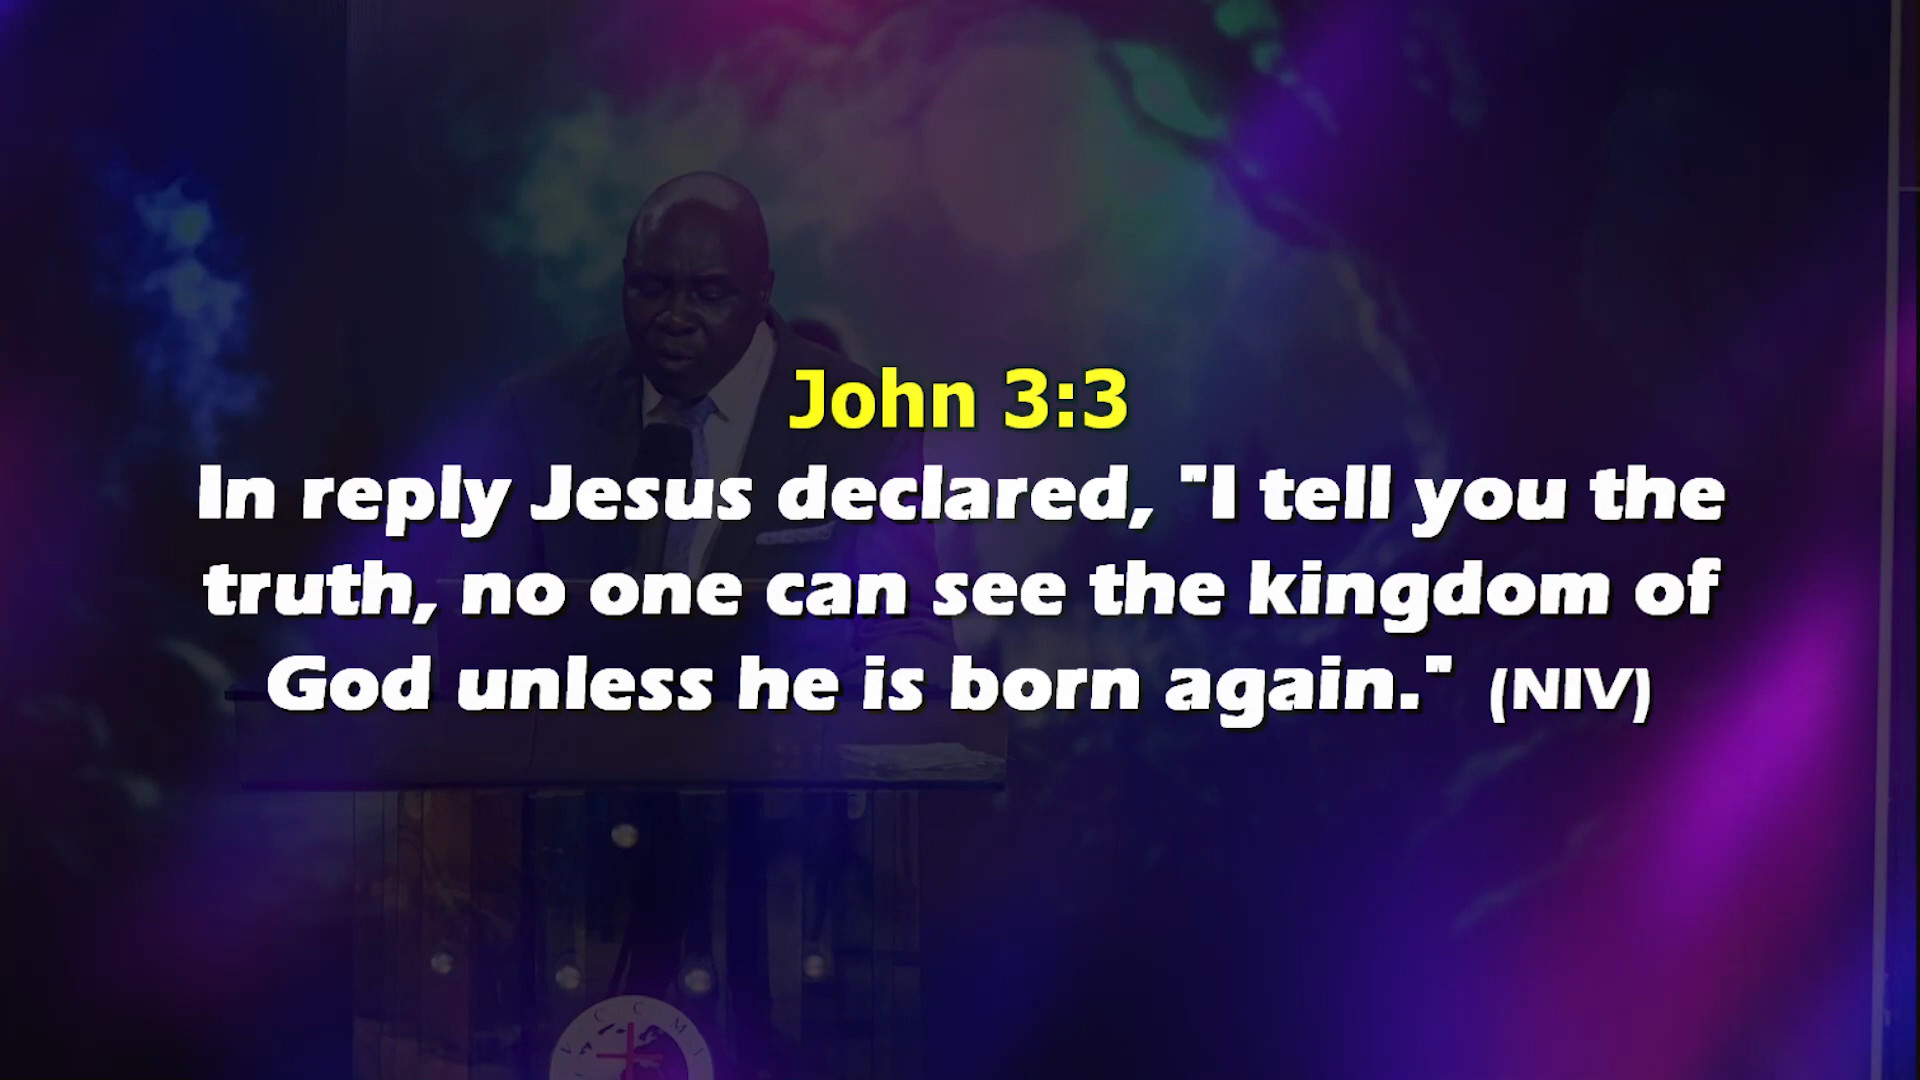 John 3:3
In reply Jesus declared, "I tell you the
truth, no one can see the kingdom of
God unless he is born again." (NIV)